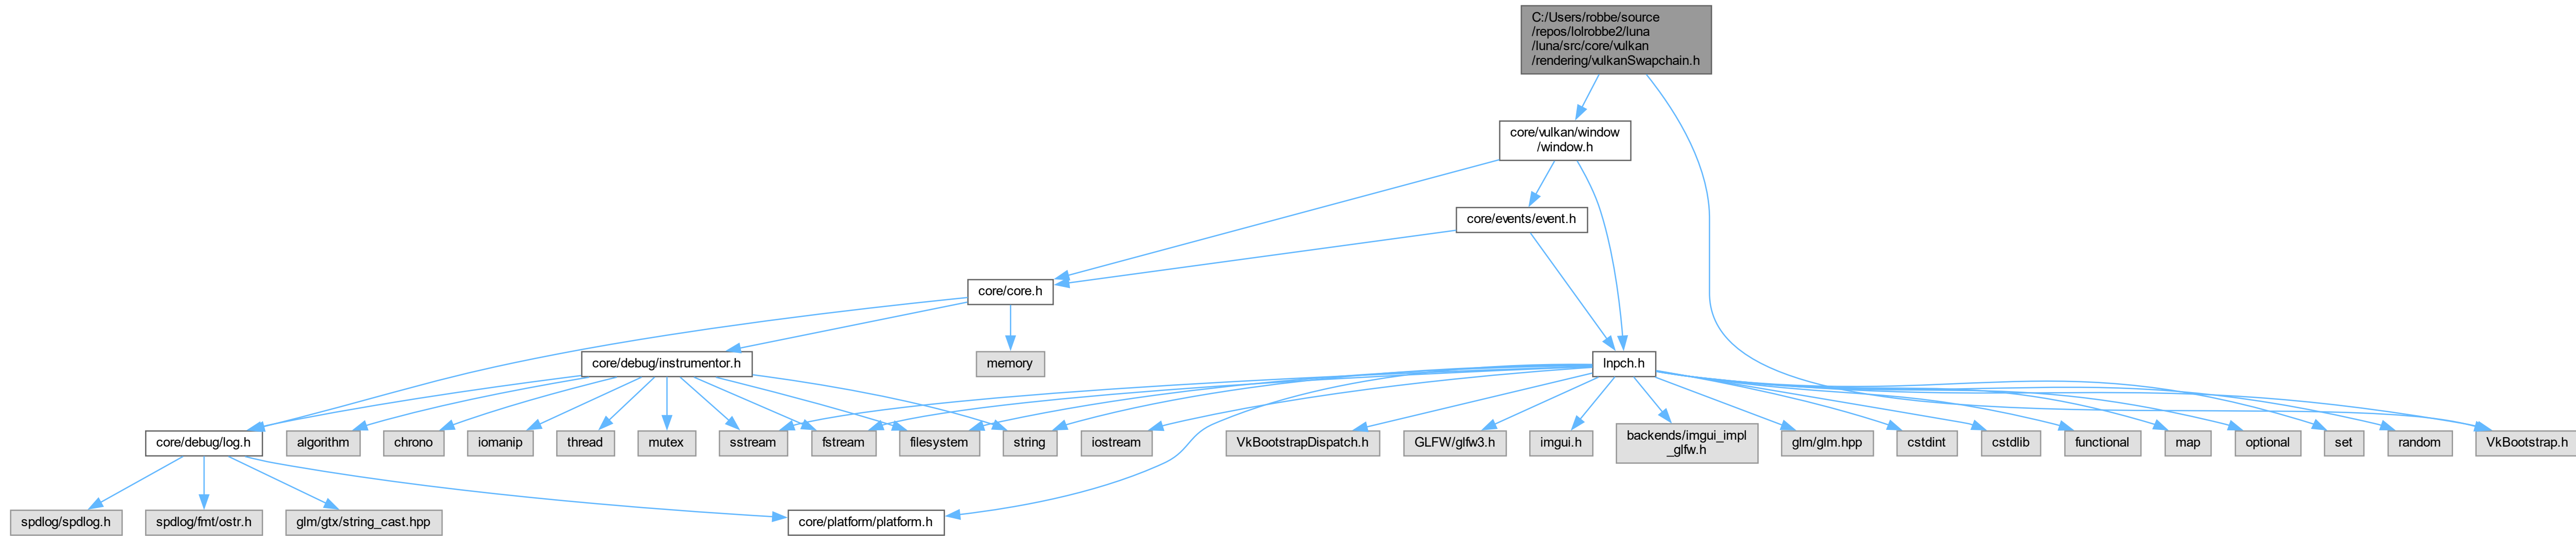 C:/Users/robbe/source
/repos/lolrobbe2/luna
/luna/src/core/vulkan
/rendering/vulkanSwapchain.h
core/vulkan/window
/window.h
core/events/event.h
core/core.h
core/debug/instrumentor.h
memory
lnpch.h
core/debug/log.h
algorithm
chrono
iomanip
thread
mutex
sstream
fstream
filesystem
string
iostream
VkBootstrapDispatch.h
GLFW/glfw3.h
imgui.h
backends/imgui_impl
_glfw.h
glm/glm.hpp
cstdint
cstdlib
functional
map
optional
set
random
VkBootstrap.h
spdlog/spdlog.h
spdlog/fmt/ostr.h
glm/gtx/string_cast.hpp
core/platform/platform.h